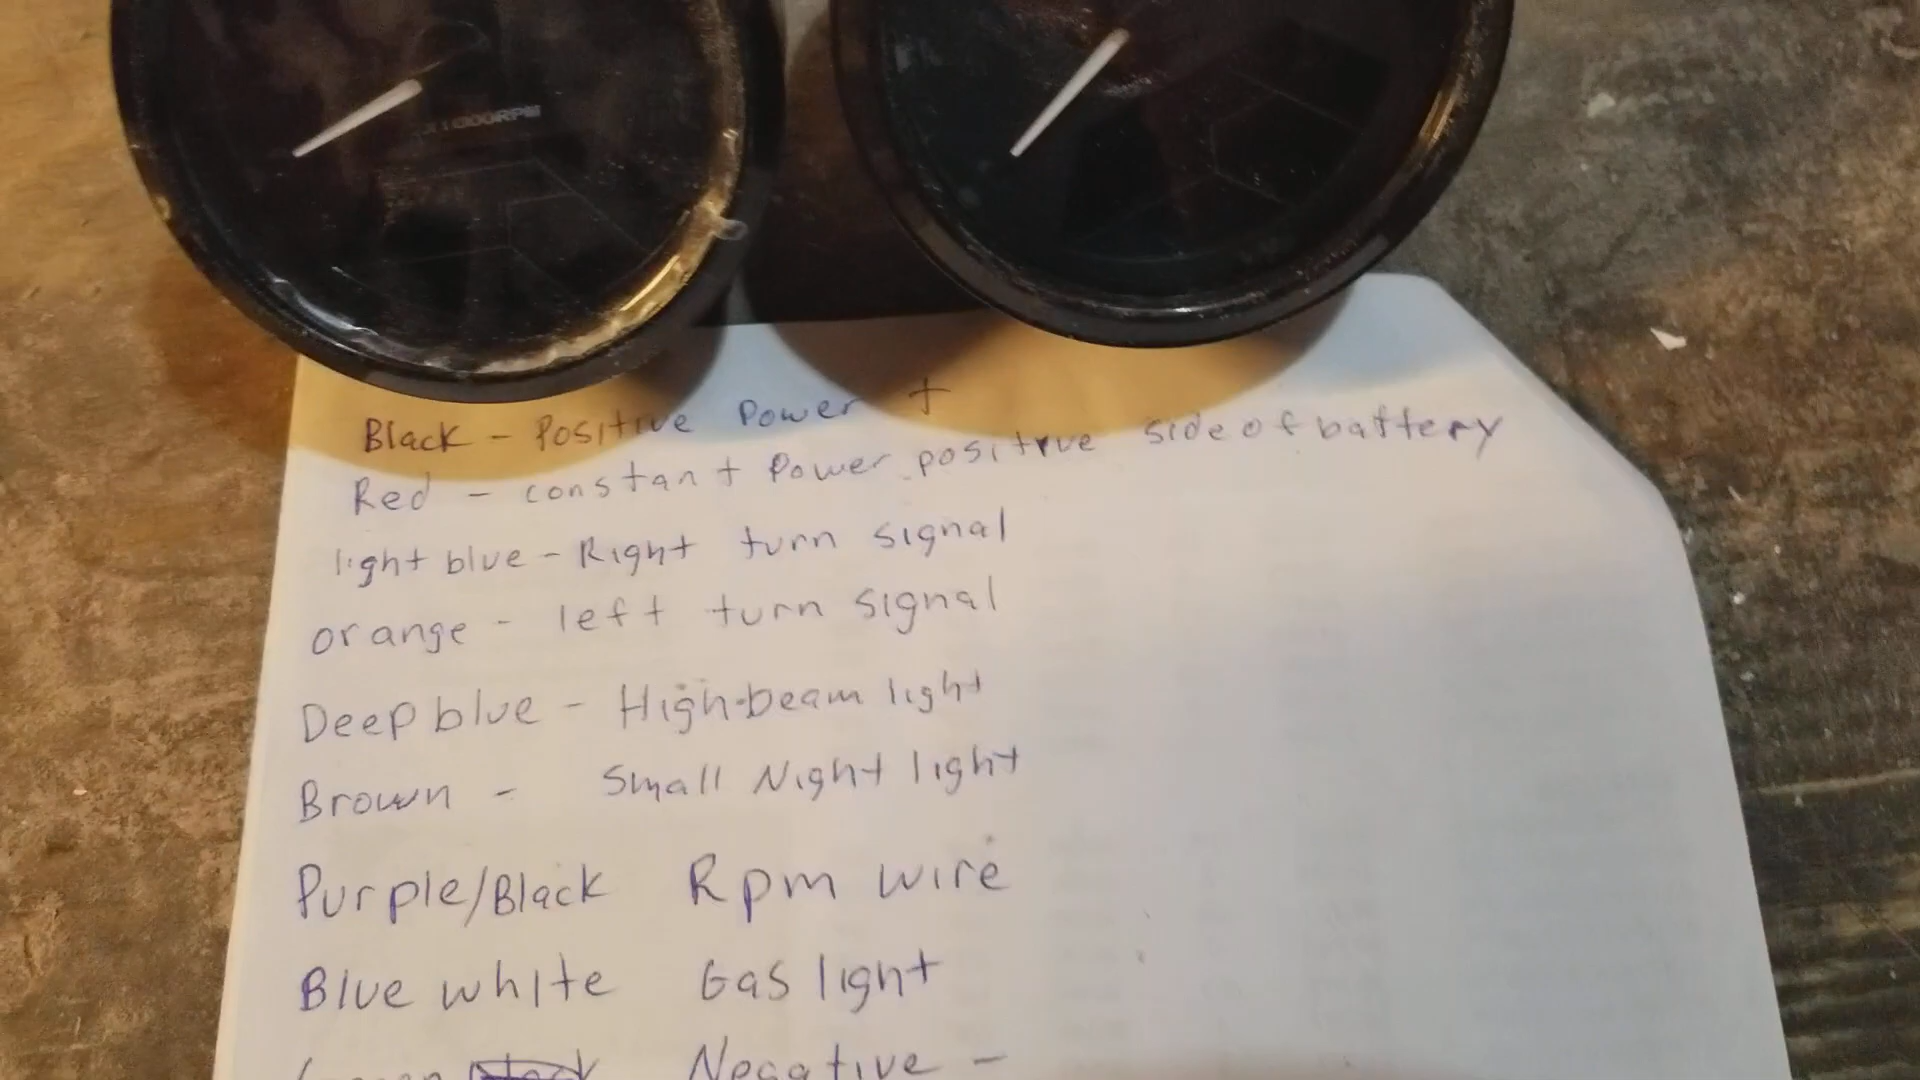 X1000RPM
Black - Positive Power +
Red - constant Power positive side of battery
light blue - Right turn signal
orange - left turn signal
Deep blue - High-beam light
Brown - Small Night light
Purple/Black Rpm wire
Blue white Gas light
Negative -